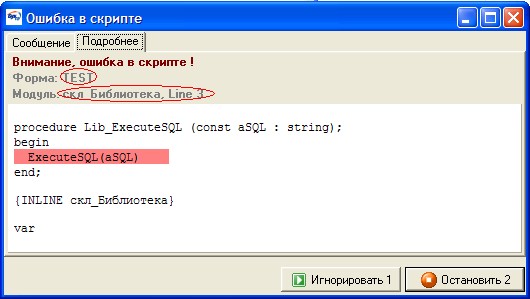 Ошибка в скрипте
Сообщение Подробнее
Внимание, ошибка в скрипте !
Форма: TEST
Модуль: скл_Библиотека, Line 3
procedure Lib_ExecuteSQL (const aSQL : string);
begin
ExecuteSQL(aSQL)
end;
{INLINE скл_Библиотека}
var
Игнорировать 1 Остановить 2